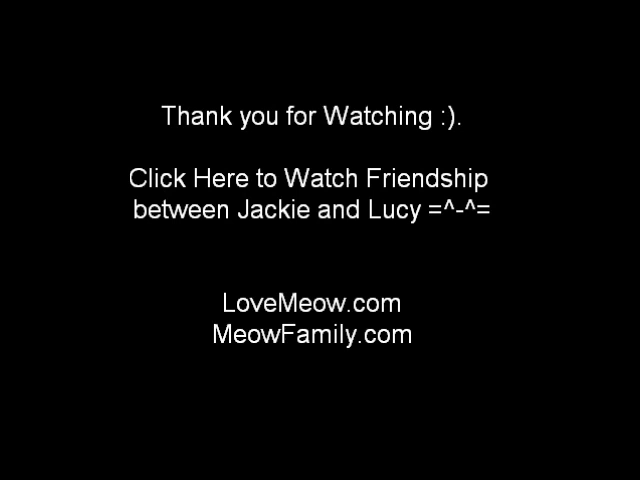 Thank you for Watching :).
Click Here to Watch Friendship
between Jackie and Lucy =^-^=
LoveMeow.com
MeowFamily.com